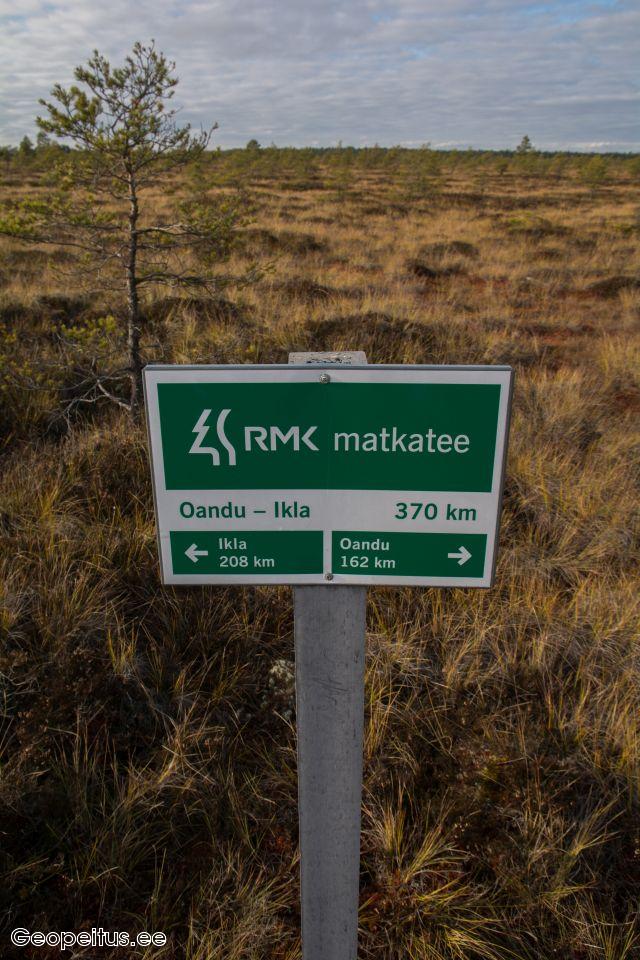 RMK matkatee
Oandu – Ikla 370 km
← Ikla
208 km
Oandu →
162 km
Geopeitus.ee